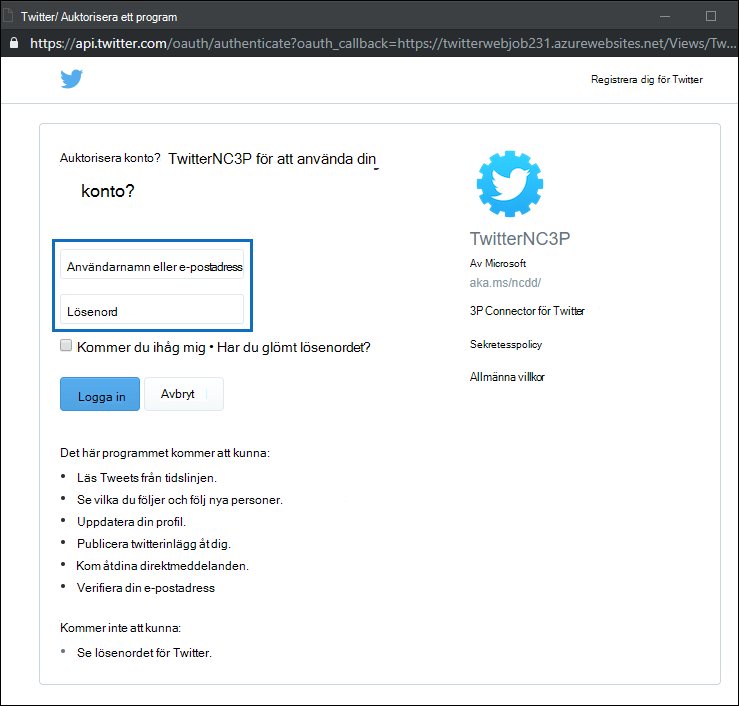 Twitter/ Auktorisera ett program
https://api.twitter.com/oauth/authenticate?oauth_callback=https://twitterwebjob231.azurewebsites.net/Views/Tw...
Registrera dig för Twitter
Auktorisera konto? TwitterNC3P för att använda din
konto?
Användarnamn eller e-postadress
Lösenord
Kommer du ihåg mig • Har du glömt lösenordet?
Logga in
Avbryt
Det här programmet kommer att kunna:
• Läs Tweets från tidslinjen.
• Se vilka du följer och följ nya personer.
• Uppdatera din profil.
• Publicera twitterinlägg åt dig.
• Kom åtdina direktmeddelanden.
• Verifiera din e-postadress
Kommer inte att kunna:
• Se lösenordet för Twitter.
TwitterNC3P
Av Microsoft
aka.ms/ncdd/
3P Connector för Twitter
Sekretesspolicy
Allmänna villkor